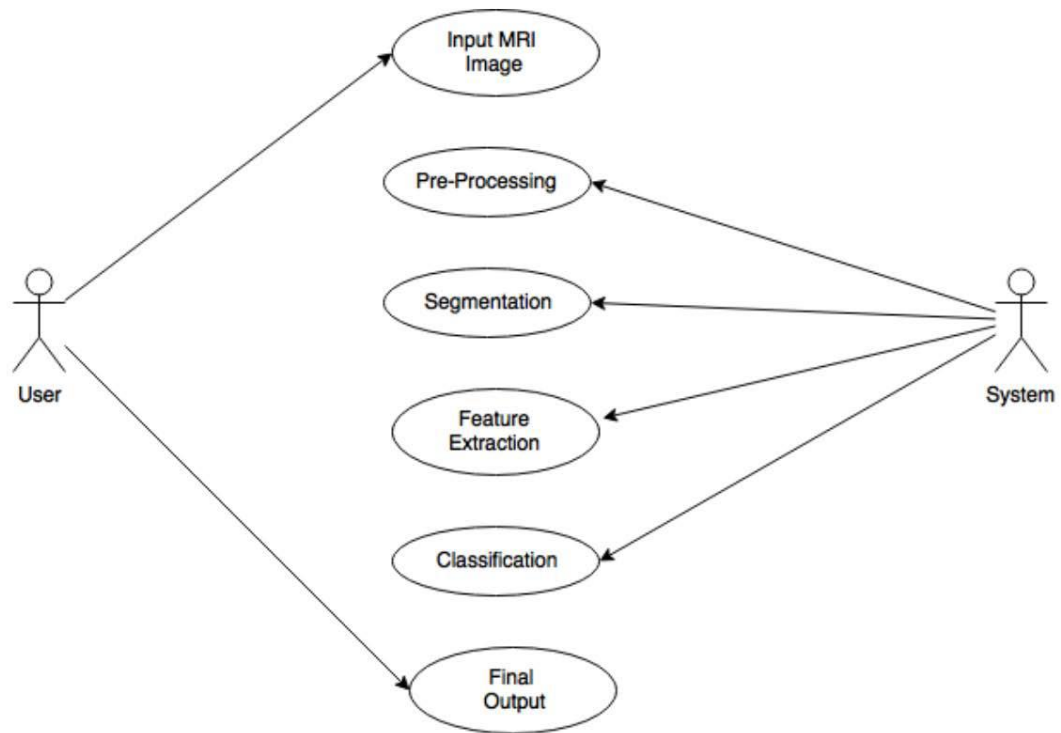 Input MRI
Image
Pre-Processing
Segmentation
User
System
Feature
Extraction
Classification
Final
Output